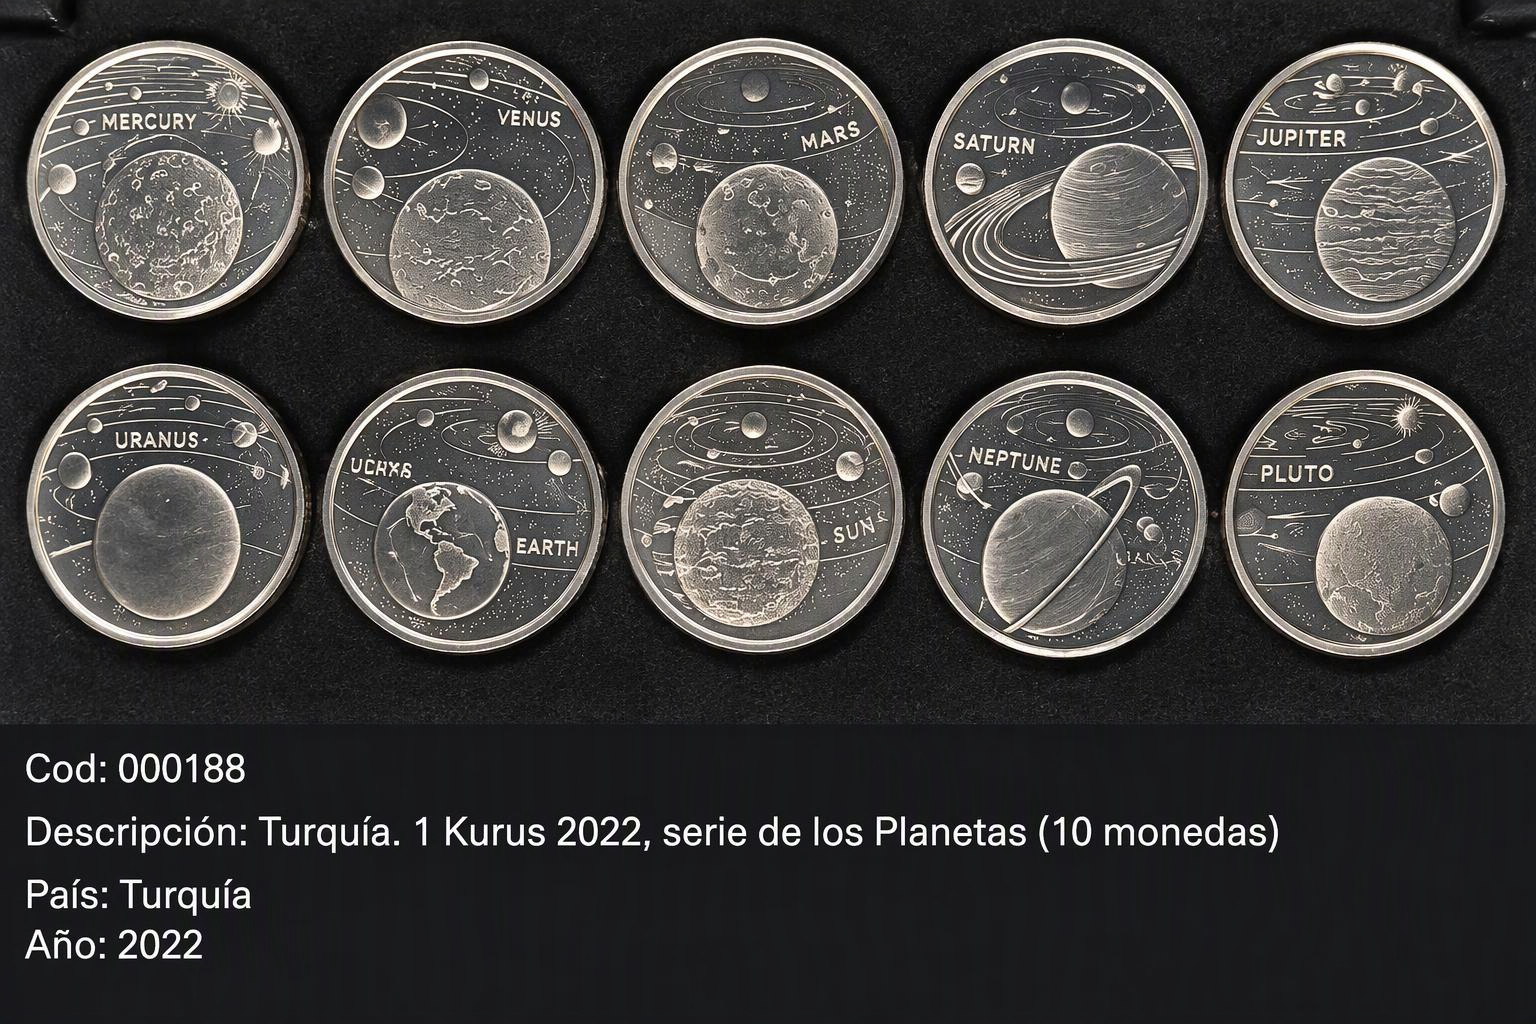 MERCURY
VENUS
MARS
SATURN
JUPITER
URANUS
EARTH
SUN
NEPTUNE
PLUTO
Cod: 000188
Descripción: Turquía. 1 Kurus 2022, serie de los Planetas (10 monedas)
País: Turquía
Año: 2022